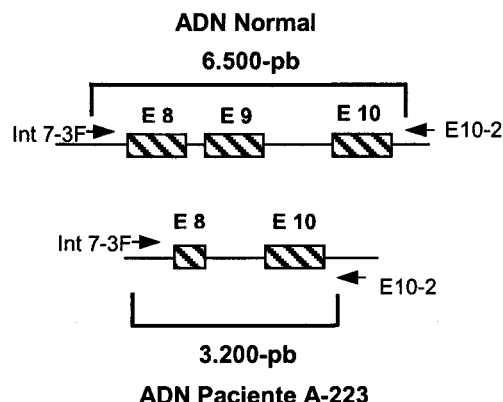 ADN Normal
6.500-pb
E 8 E 9 E 10
Int 7-3F E10-2
E 8 E 10
Int 7-3F
E10-2
3.200-pb
ADN Paciente A-223